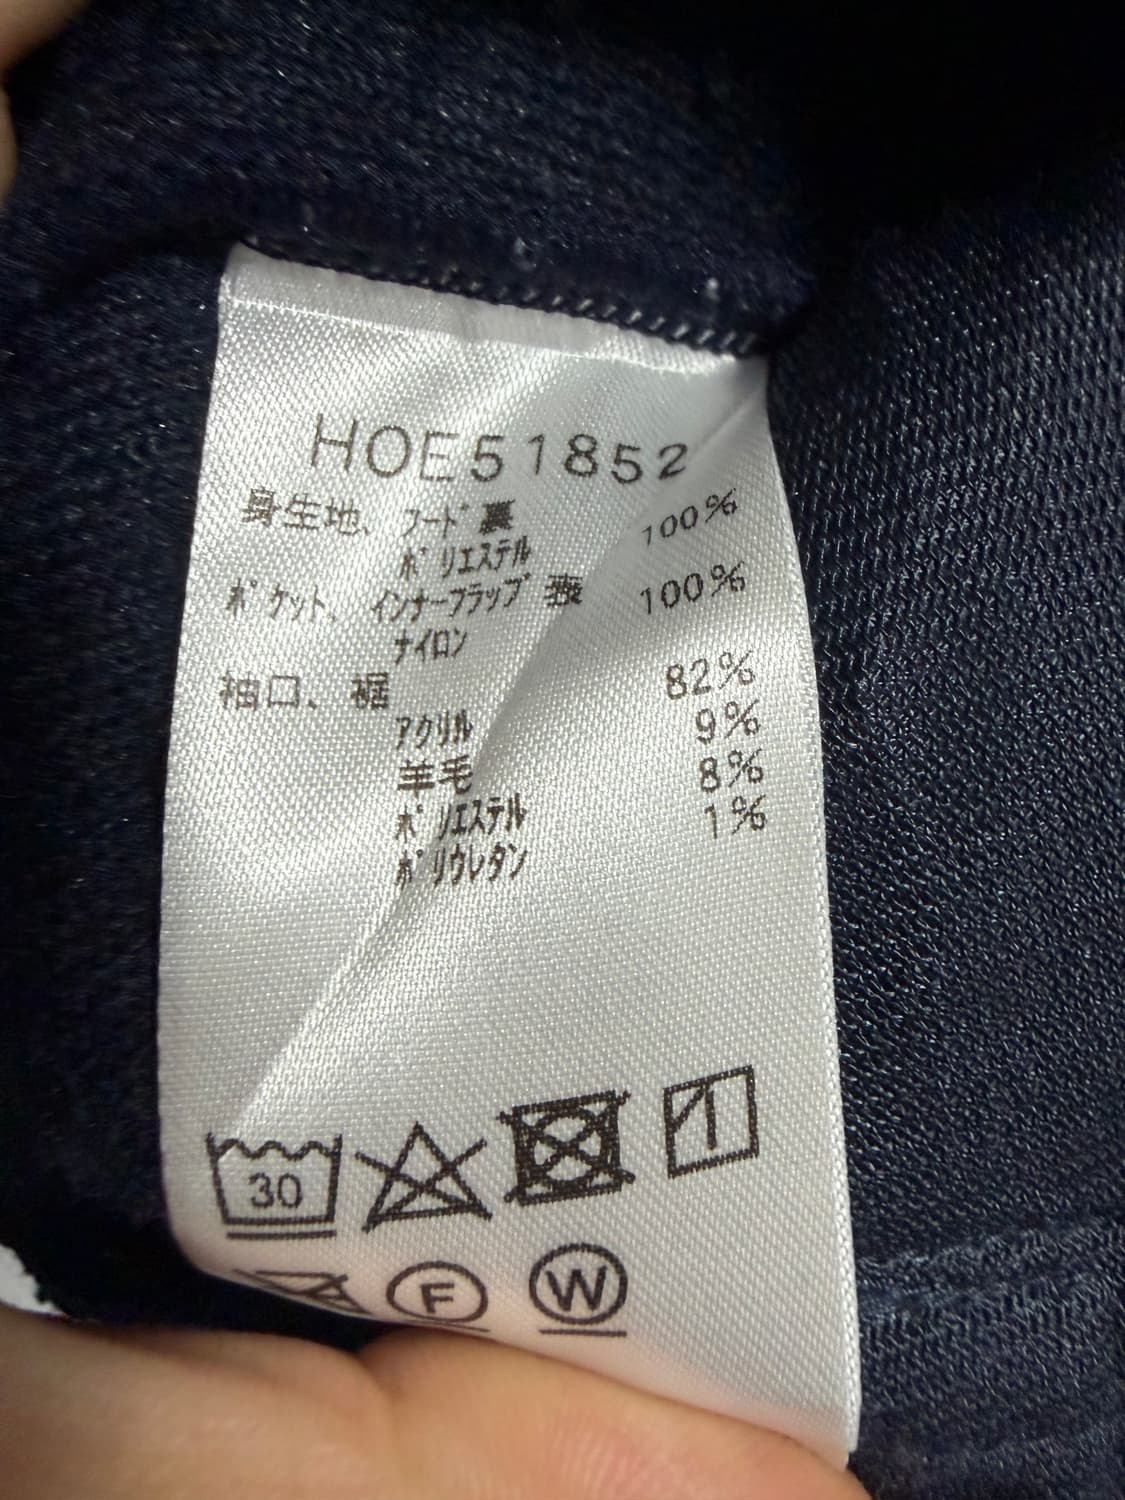 HOE51852
身生地、フード裏
ポリエステル 100%
ポケット、インナーフラップ裏
ナイロン 100%
袖口、裾
アクリル 82%
羊毛 9%
ポリエステル 8%
ポリウレタン 1%
30
F W